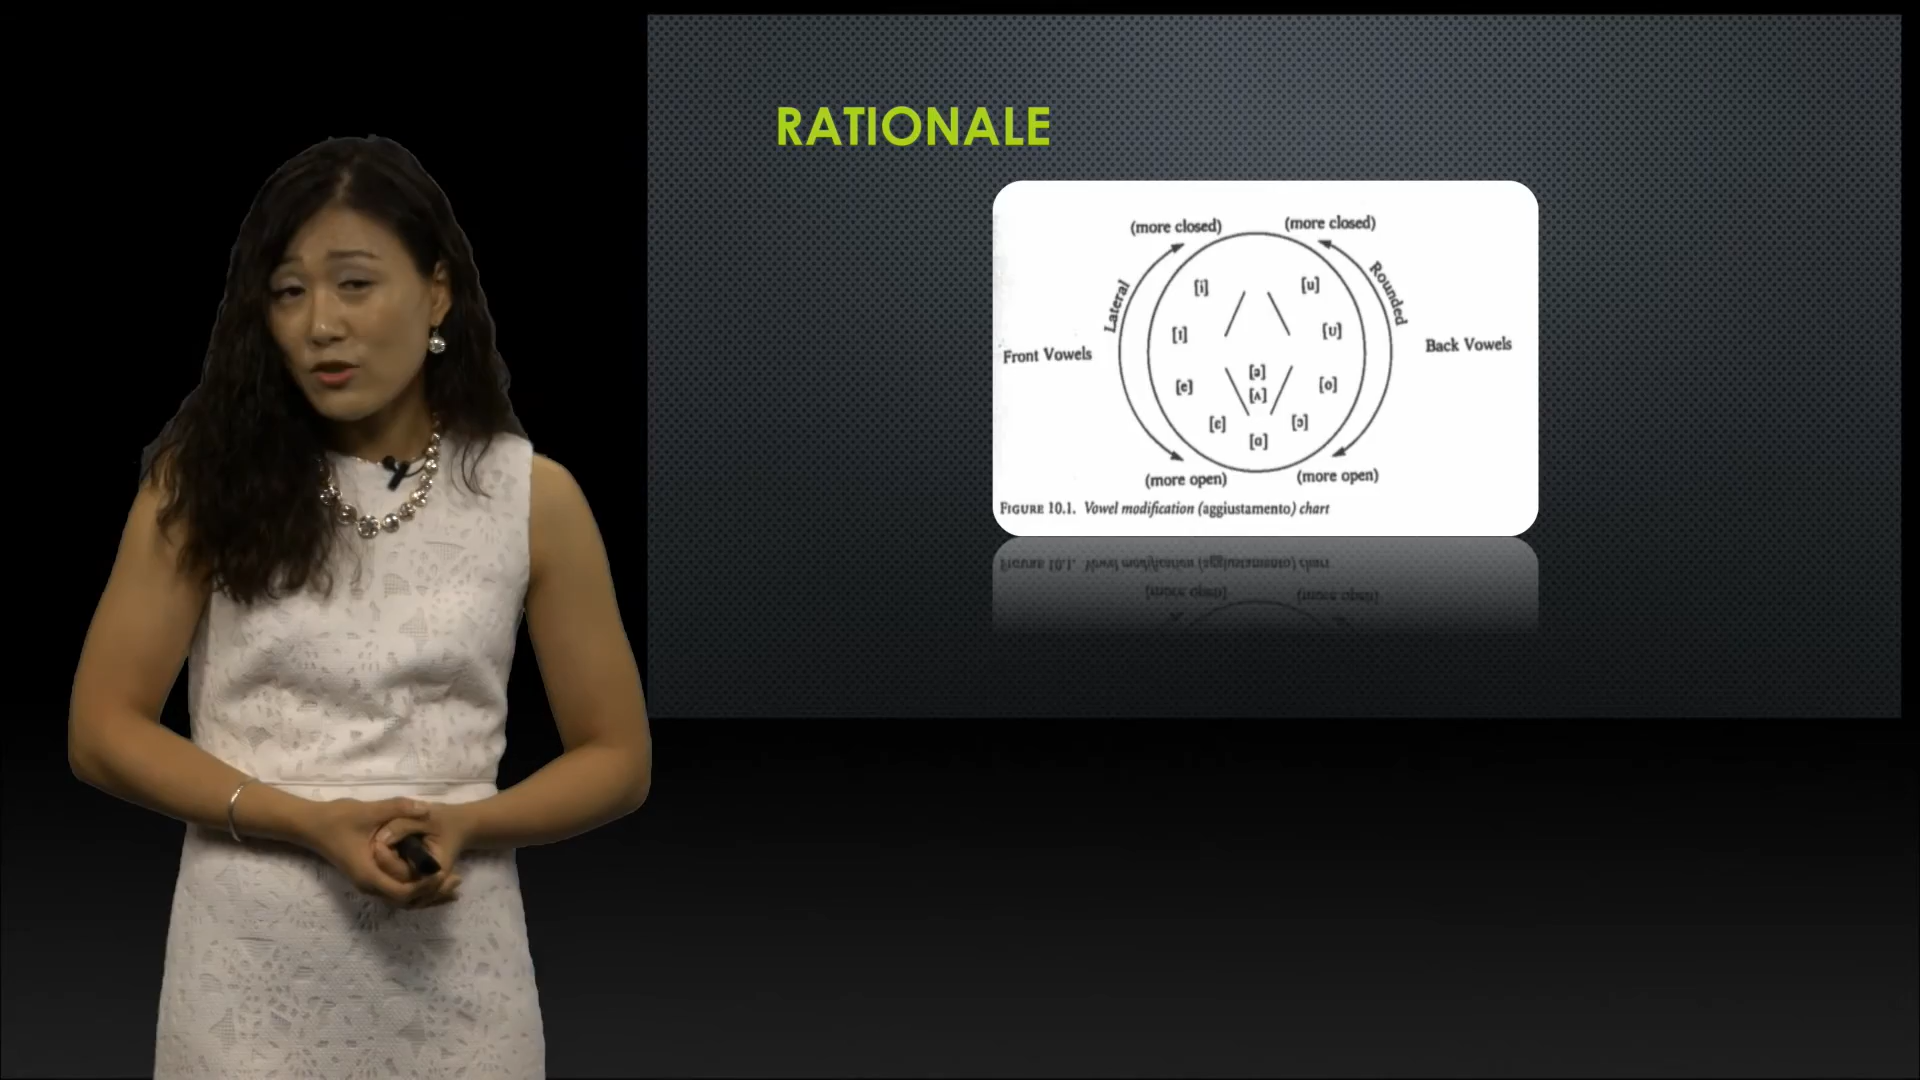 RATIONALE
(more closed) (more closed)
Lateral Rounded
[i] [u]
[ɪ] [ʊ]
Front Vowels Back Vowels
[ə]
[e] [ʌ] [o]
[ɛ] [ɔ]
[ɑ]
(more open) (more open)
FIGURE 10.1. Vowel modification (aggiustamento) chart